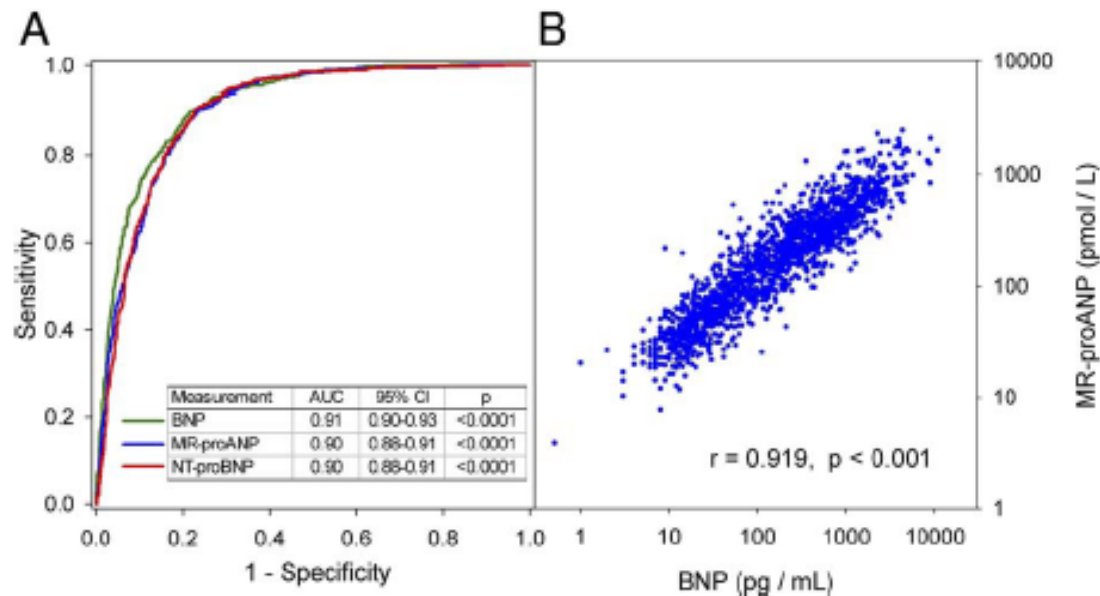 A
1.0
0.8
0.6
0.4
0.2
0.0
Sensitivity
Measurement AUC 95% CI p
BNP 0.91 0.90-0.93 <0.0001
MR-proANP 0.90 0.88-0.91 <0.0001
NT-proBNP 0.90 0.88-0.91 <0.0001
0.0 0.2 0.4 0.6 0.8 1.0
1 - Specificity
B
10000
1000
100
10
1
MR-proANP (pmol / L)
r = 0.919, p < 0.001
1 10 100 1000 10000
BNP (pg / mL)